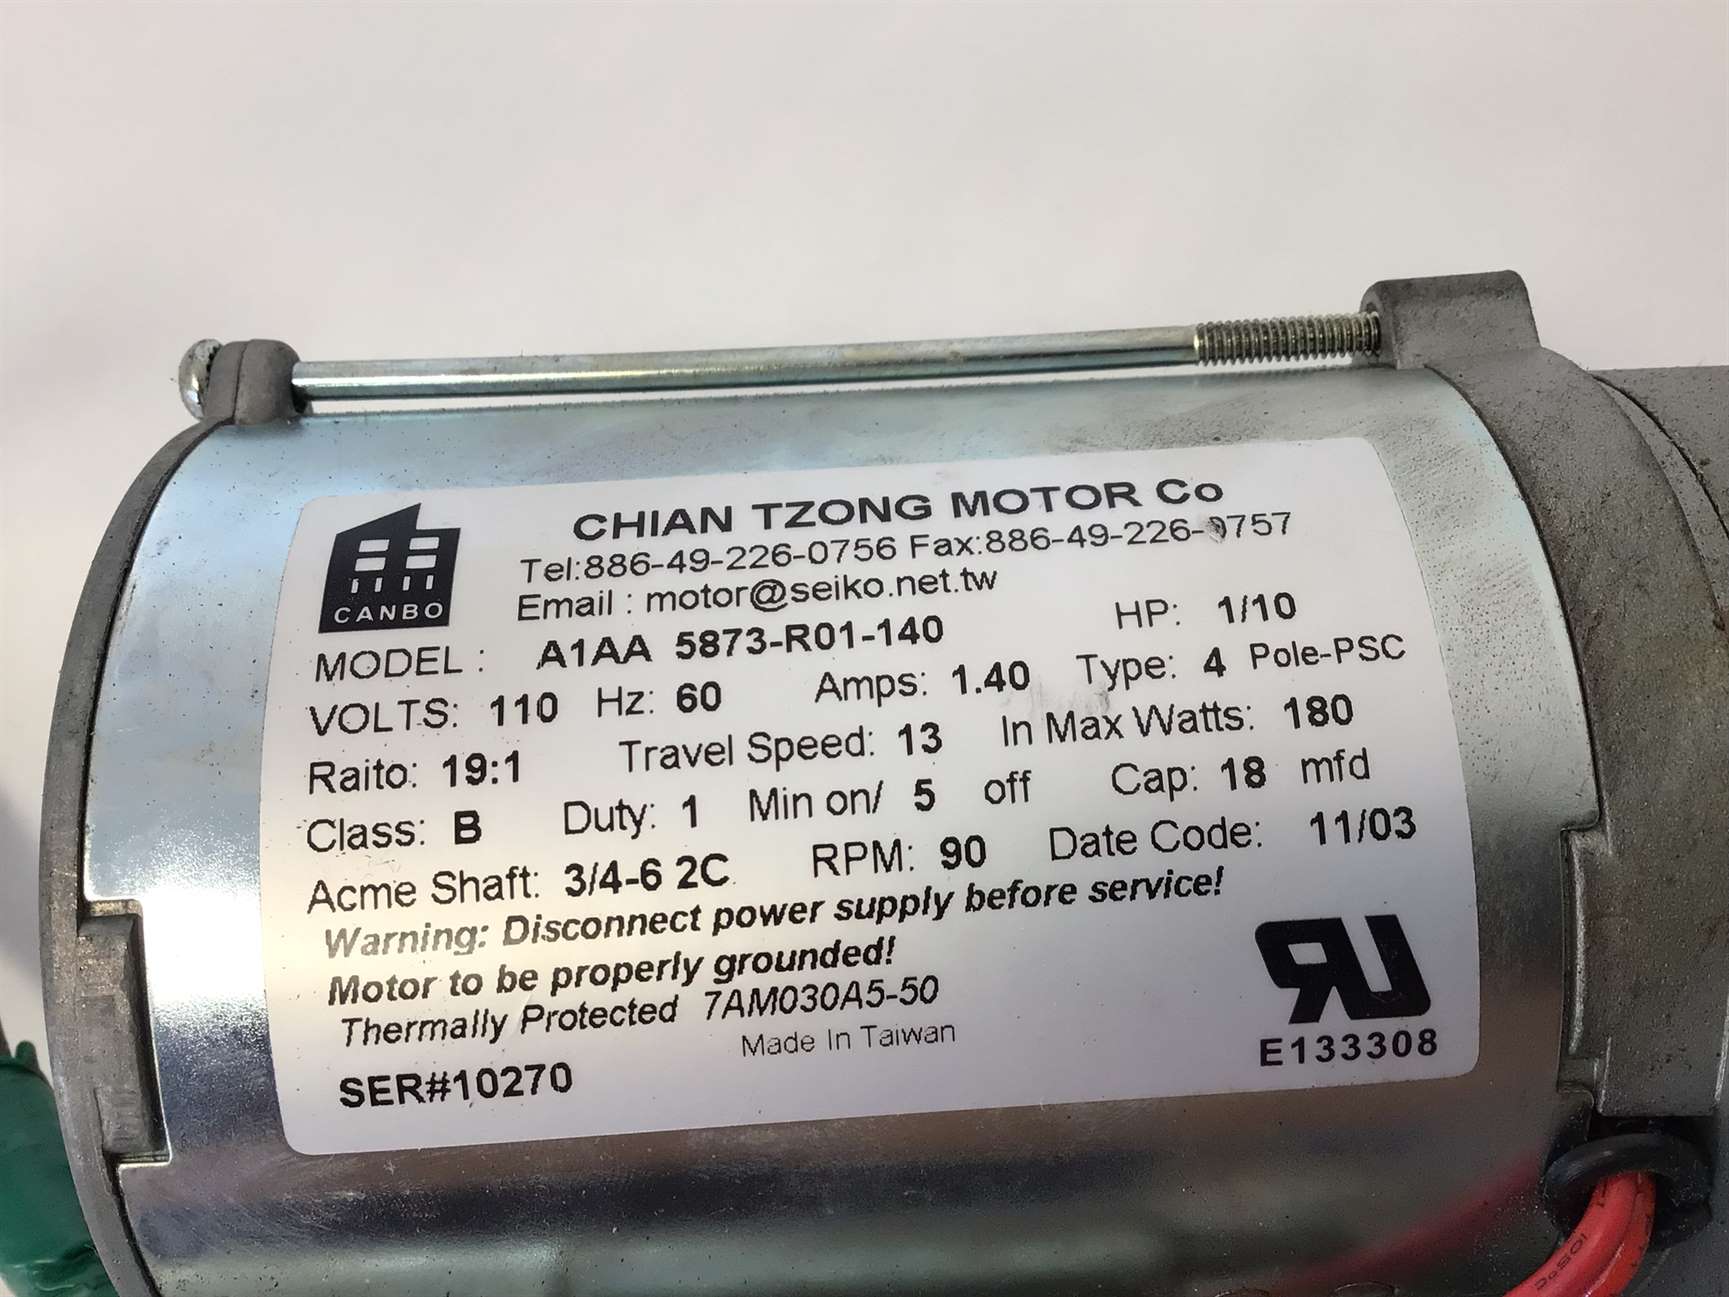 CANBO
CHIAN TZONG MOTOR Co
Tel:886-49-226-0756 Fax:886-49-226-0757
Email : motor@seiko.net.tw
MODEL : A1AA 5873-R01-140 HP: 1/10
VOLTS: 110 Hz: 60 Amps: 1.40 Type: 4 Pole-PSC
Raito: 19:1 Travel Speed: 13 In Max Watts: 180
Class: B Duty: 1 Min on/ 5 off Cap: 18 mfd
Acme Shaft: 3/4-6 2C RPM: 90 Date Code: 11/03
Warning: Disconnect power supply before service!
Motor to be properly grounded!
Thermally Protected 7AM030A5-50
Made In Taiwan
SER#10270
E133308
105°C